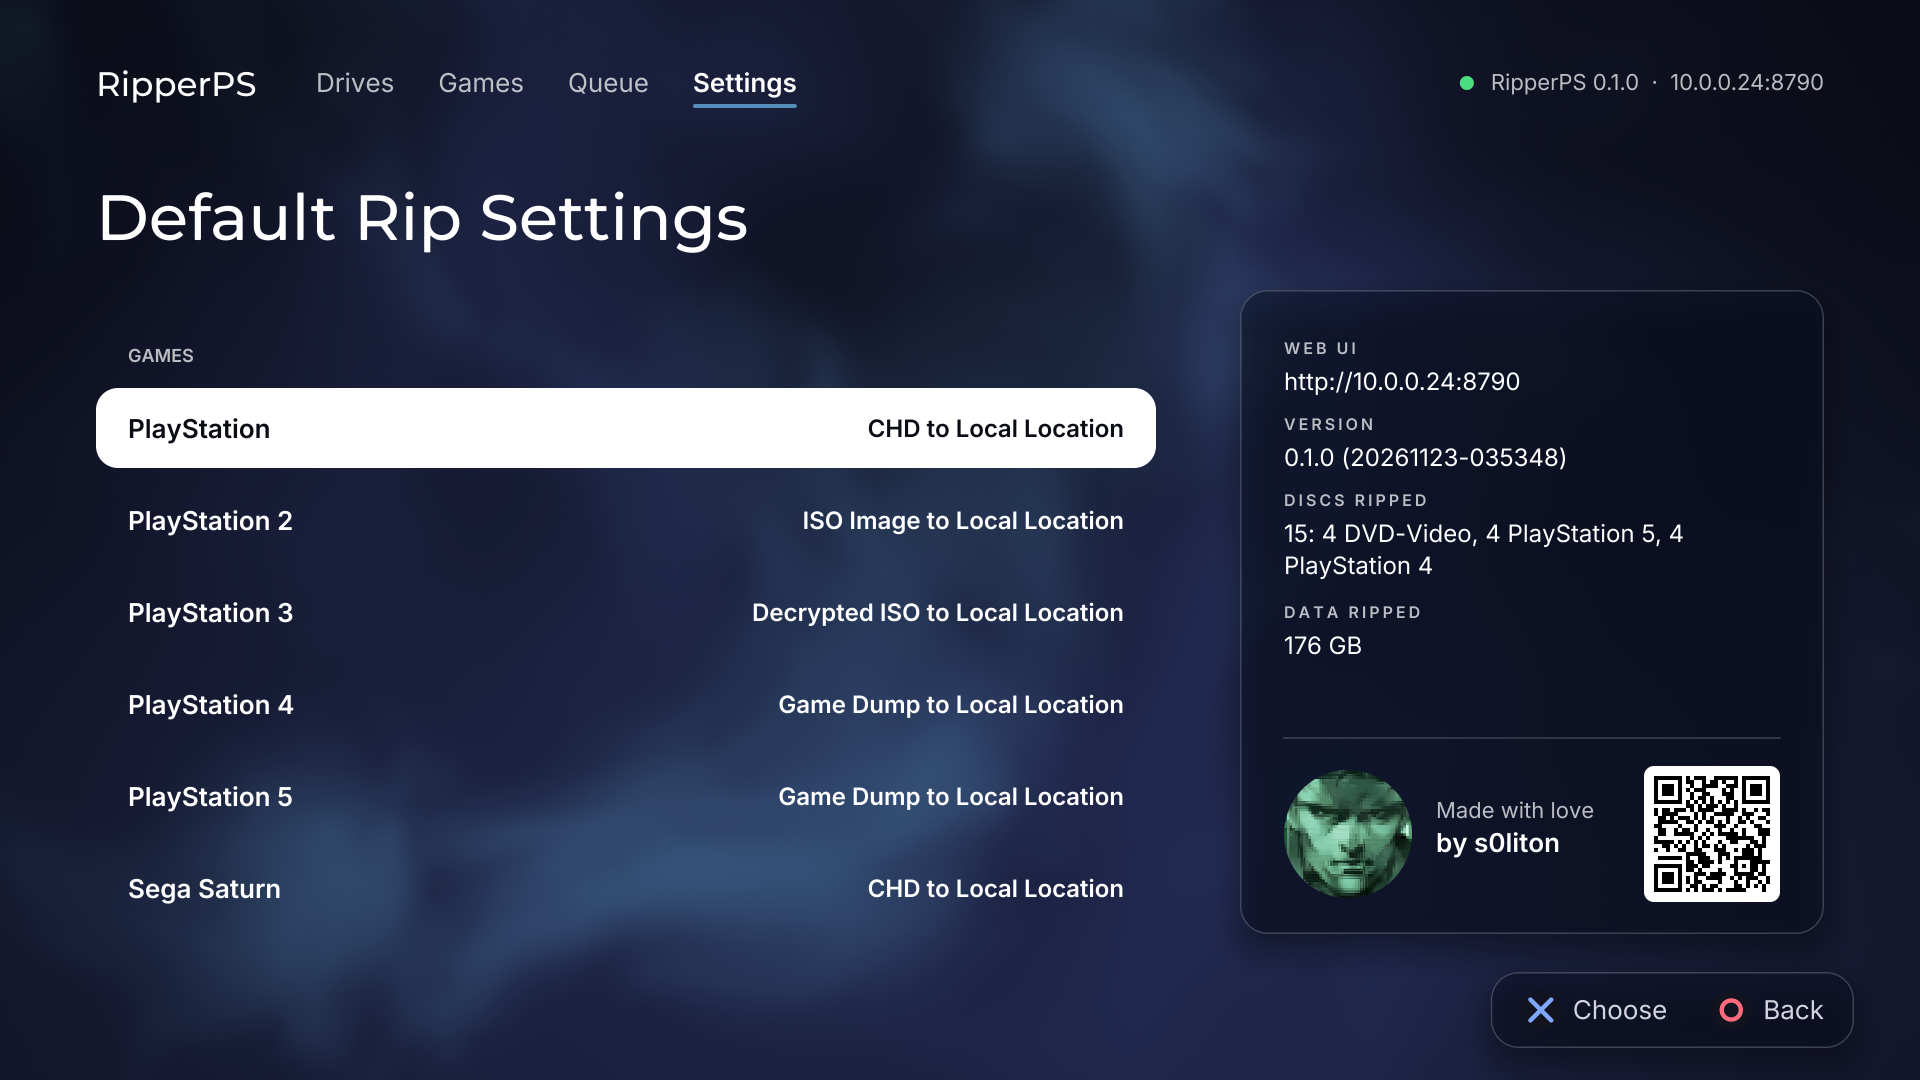 RipperPS Drives Games Queue Settings RipperPS 0.1.0 · 10.0.0.24:8790
Default Rip Settings
GAMES
PlayStation CHD to Local Location
PlayStation 2 ISO Image to Local Location
PlayStation 3 Decrypted ISO to Local Location
PlayStation 4 Game Dump to Local Location
PlayStation 5 Game Dump to Local Location
Sega Saturn CHD to Local Location
WEB UI
http://10.0.0.24:8790
VERSION
0.1.0 (20261123-035348)
DISCS RIPPED
15: 4 DVD-Video, 4 PlayStation 5, 4
PlayStation 4
DATA RIPPED
176 GB
Made with love
by s0liton
Choose Back